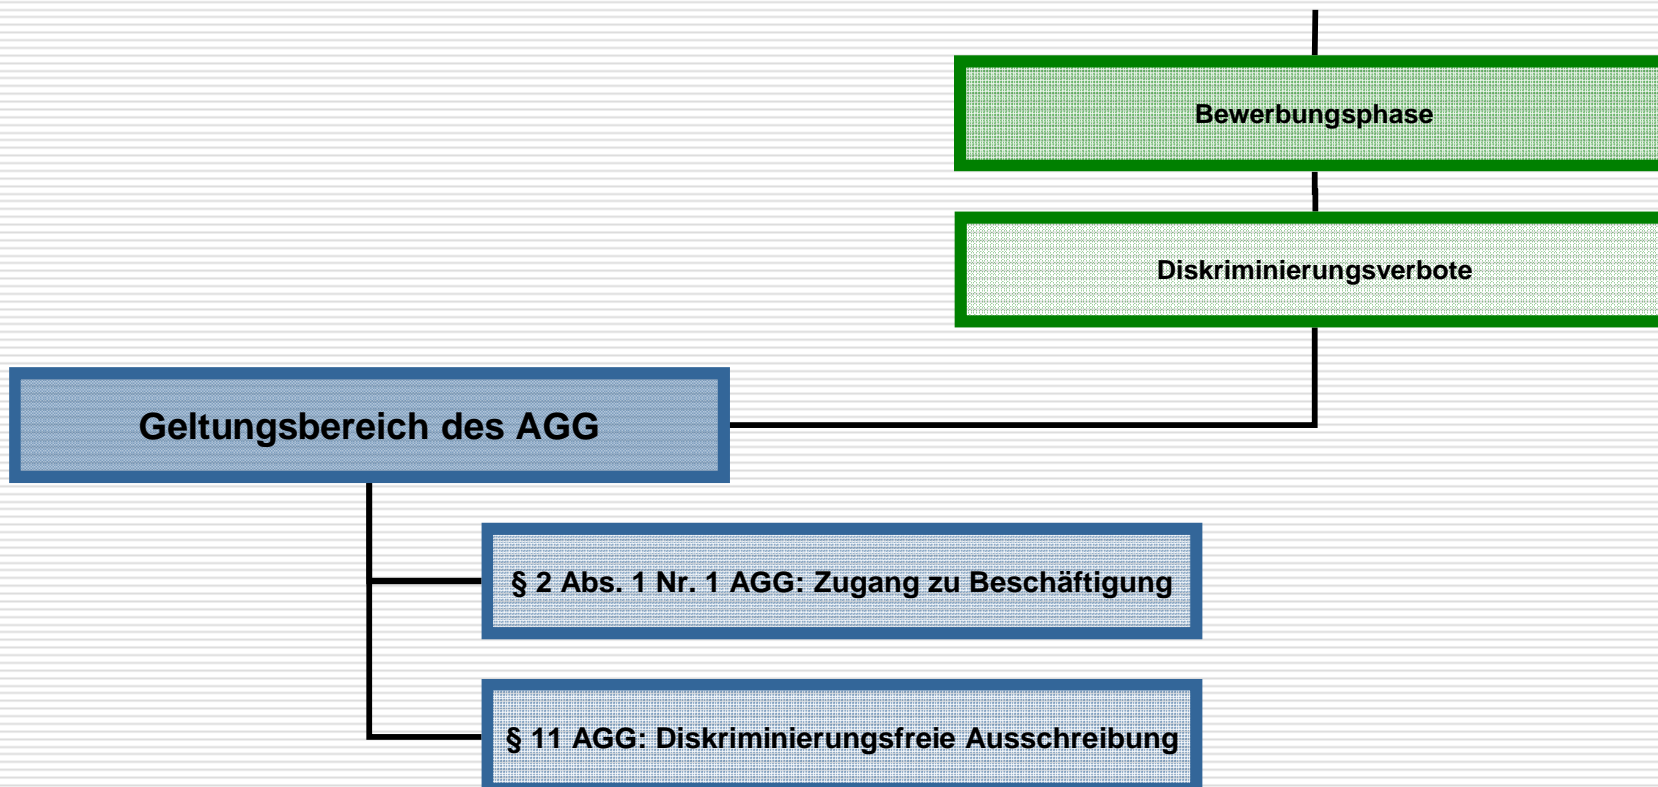 Bewerbungsphase
Diskriminierungsverbote
Geltungsbereich des AGG
§ 2 Abs. 1 Nr. 1 AGG: Zugang zu Beschäftigung
§ 11 AGG: Diskriminierungsfreie Ausschreibung